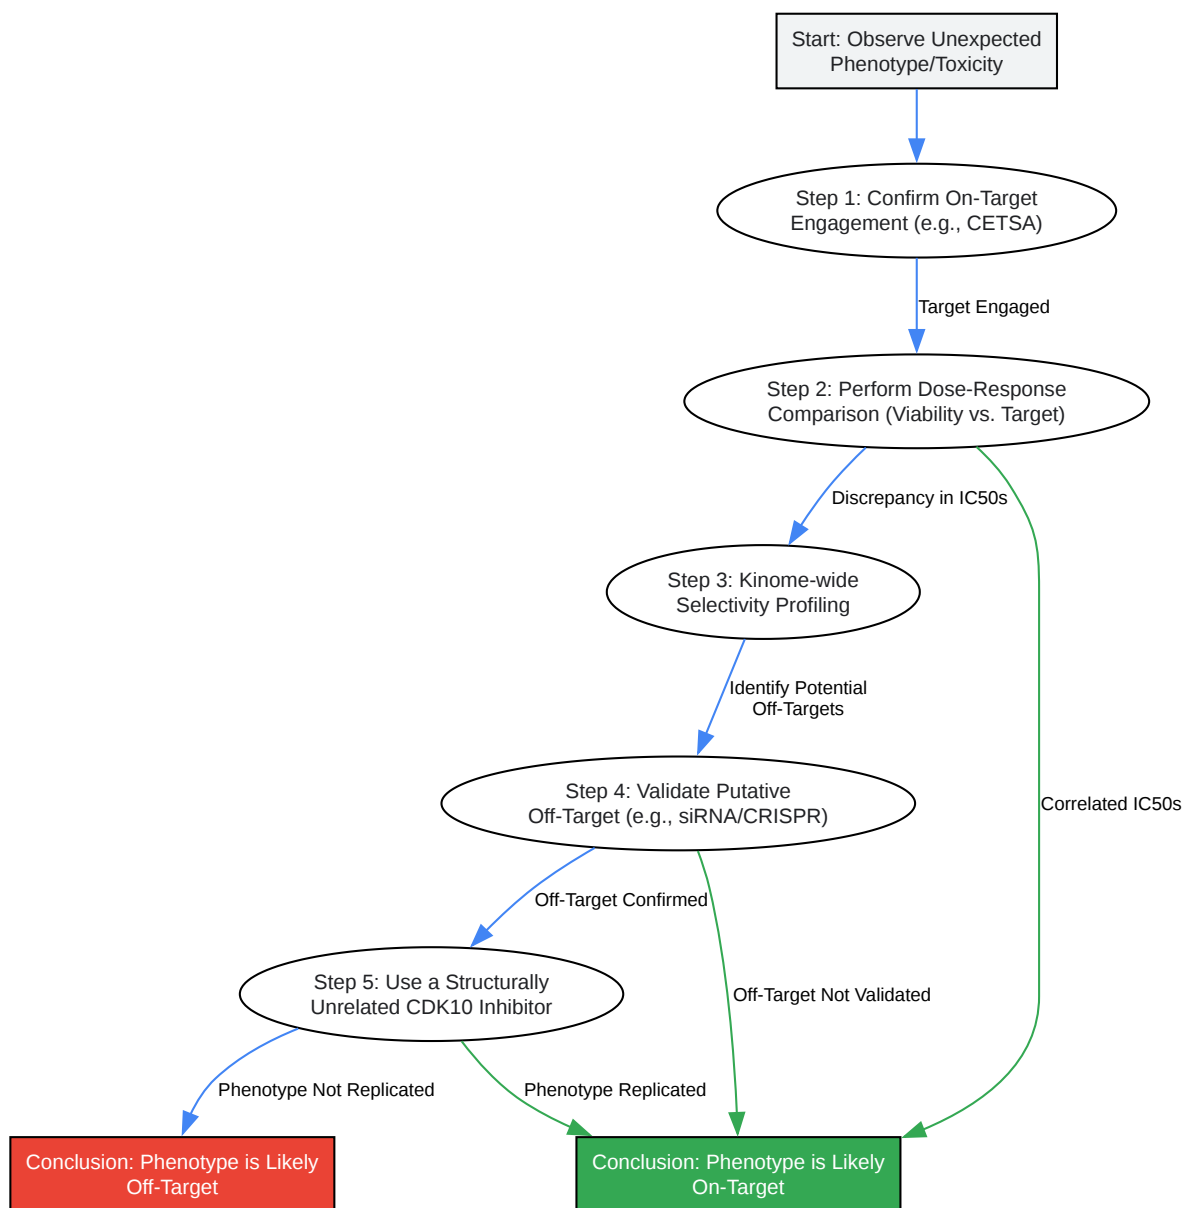 Start: Observe Unexpected
Phenotype/Toxicity
Step 1: Confirm On-Target
Engagement (e.g., CETSA)
Target Engaged
Step 2: Perform Dose-Response
Comparison (Viability vs. Target)
Discrepancy in IC50s
Step 3: Kinome-wide
Selectivity Profiling
Identify Potential
Off-Targets
Step 4: Validate Putative
Off-Target (e.g., siRNA/CRISPR)
Correlated IC50s
Off-Target Confirmed
Step 5: Use a Structurally
Unrelated CDK10 Inhibitor
Off-Target Not Validated
Phenotype Not Replicated
Phenotype Replicated
Conclusion: Phenotype is Likely
Off-Target
Conclusion: Phenotype is Likely
On-Target